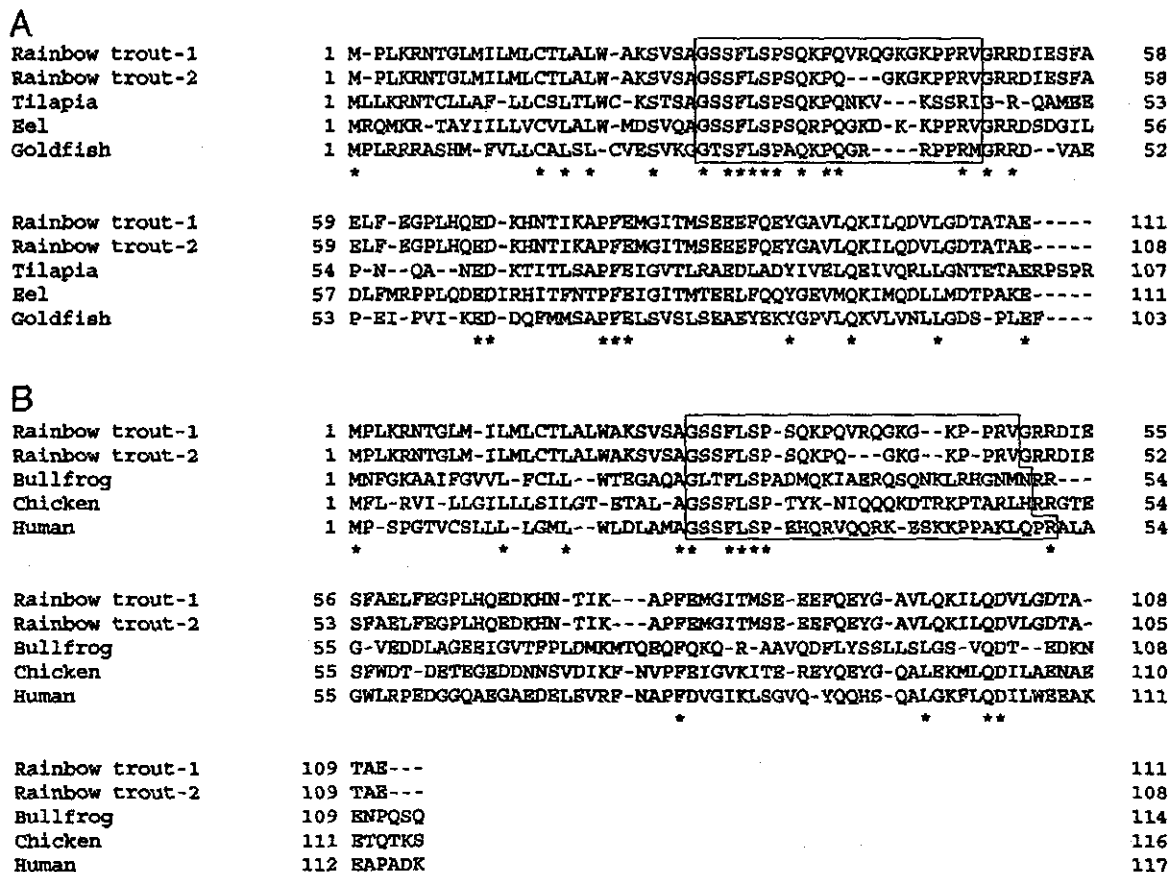 A
Rainbow trout-1 1 M-PLKRNTGLMILMLCTLALW-AKSVSAGSSFLSPSQKPQVRQGKGKPPRVGRRDIESFA 58
Rainbow trout-2 1 M-PLKRNTGLMILMLCTLALW-AKSVSAGSSFLSPSQKPQ---GKGKPPRVGRRDIESFA 58
Tilapia 1 MLLKRNTCLLAF-LLCSLTLWC-KSTSAGSSFLSPSQKPQNKV---KSSRIG-R-QAMEE 53
Eel 1 MRQMKR-TAYIILLVCVLALW-MDSVQAGSSFLSPSQRPQGKD-K-KPPRVGRRDSDGIL 56
Goldfish 1 MPLRRRASHM-FVLLCALSL-CVESVKGGTSFLSPAQKPQGR----RPPRMGRRD--VAE 52
* * * * * * **** * ** * * *
Rainbow trout-1 59 ELF-EGPLHQED-KHNTIKAPFEMGITMSEEEFQEYGAVLQKILQDVLGDTATAE----- 111
Rainbow trout-2 59 ELF-EGPLHQED-KHNTIKAPFEMGITMSEEEFQEYGAVLQKILQDVLGDTATAE----- 108
Tilapia 54 P-N--QA--NED-KTITLSAPFEIGVTLRAEDLADYIVELQEIVQRLLGNTETAERPSPR 107
Eel 57 DLFMRPPLQDEDIRHITFNTPFEIGITMTEELFQQYGEVMQKIMQDLLMDTPAKE----- 111
Goldfish 53 P-EI-PVI-KED-DQFMMSAPFELSVSLSEAEYEKYGPVLQKVLVNLLGDS-PLEF---- 103
** *** * * * *
B
Rainbow trout-1 1 MPLKRNTGLM-ILMLCTLALWAKSVSAGSSFLSP-SQKPQVRQGKG--KP-PRVGRRDIE 55
Rainbow trout-2 1 MPLKRNTGLM-ILMLCTLALWAKSVSAGSSFLSP-SQKPQ---GKG--KP-PRVGRRDIE 52
Bullfrog 1 MNFGKAAIFGVVL-FCLL--WTEGAQAGLTFLSPADMQKIAERQSQNKLRHGNMNRR--- 54
Chicken 1 MFL-RVI-LLGILLLSILGT-ETAL-AGSSFLSP-TYK-NIQQQKDTRKPTARLHRRGTE 54
Human 1 MP-SPGTVCSLLL-LGML--WLDLAMAGSSFLSP-EHQRVQQRK-ESKKPPAKLQPRALA 54
* * * ** **** *
Rainbow trout-1 56 SFAELFEGPLHQEDKHN-TIK---APFEMGITMSE-EEFQEYG-AVLQKILQDVLGDTA- 108
Rainbow trout-2 53 SFAELFEGPLHQEDKHN-TIK---APFEMGITMSE-EEFQEYG-AVLQKILQDVLGDTA- 105
Bullfrog 55 G-VEDDLAGEEIGVTFPLDMKMTQEQFQKQ-R-AAVQDFLYSSLLSLGS-VQDT--EDKN 108
Chicken 55 SFWDT-DETEGEDDNNSVDIKF-NVPFEIGVKITE-REYQEYGQALEKMLQDILAENAE 110
Human 55 GWLRPEDGGQAEGAEDELEVRF-NAPFDVGIKLSGVQ-YQQHS-QALGKFLQDILWEEAK 111
* * **
Rainbow trout-1 109 TAE--- 111
Rainbow trout-2 109 TAE--- 108
Bullfrog 109 ENPQSQ 114
Chicken 111 ETQTKS 116
Human 112 EAPADK 117